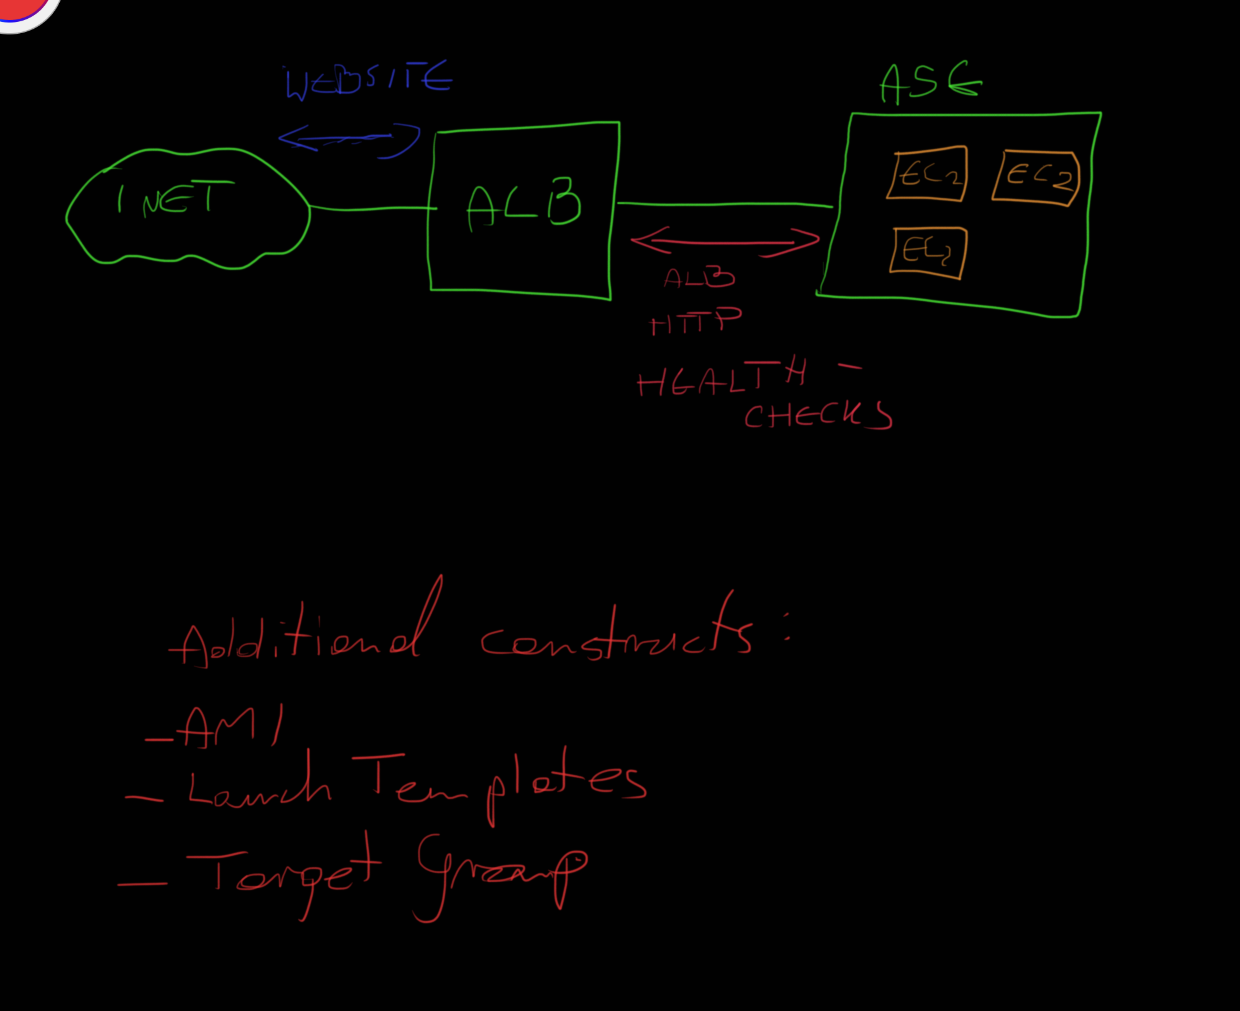 WEBSITE
ASG
INET
ALB
EC2
EC2
EC2
ALB
HTTP
HEALTH -
CHECKS
Additional constructs:
- AMI
- Launch Templates
- Target Group